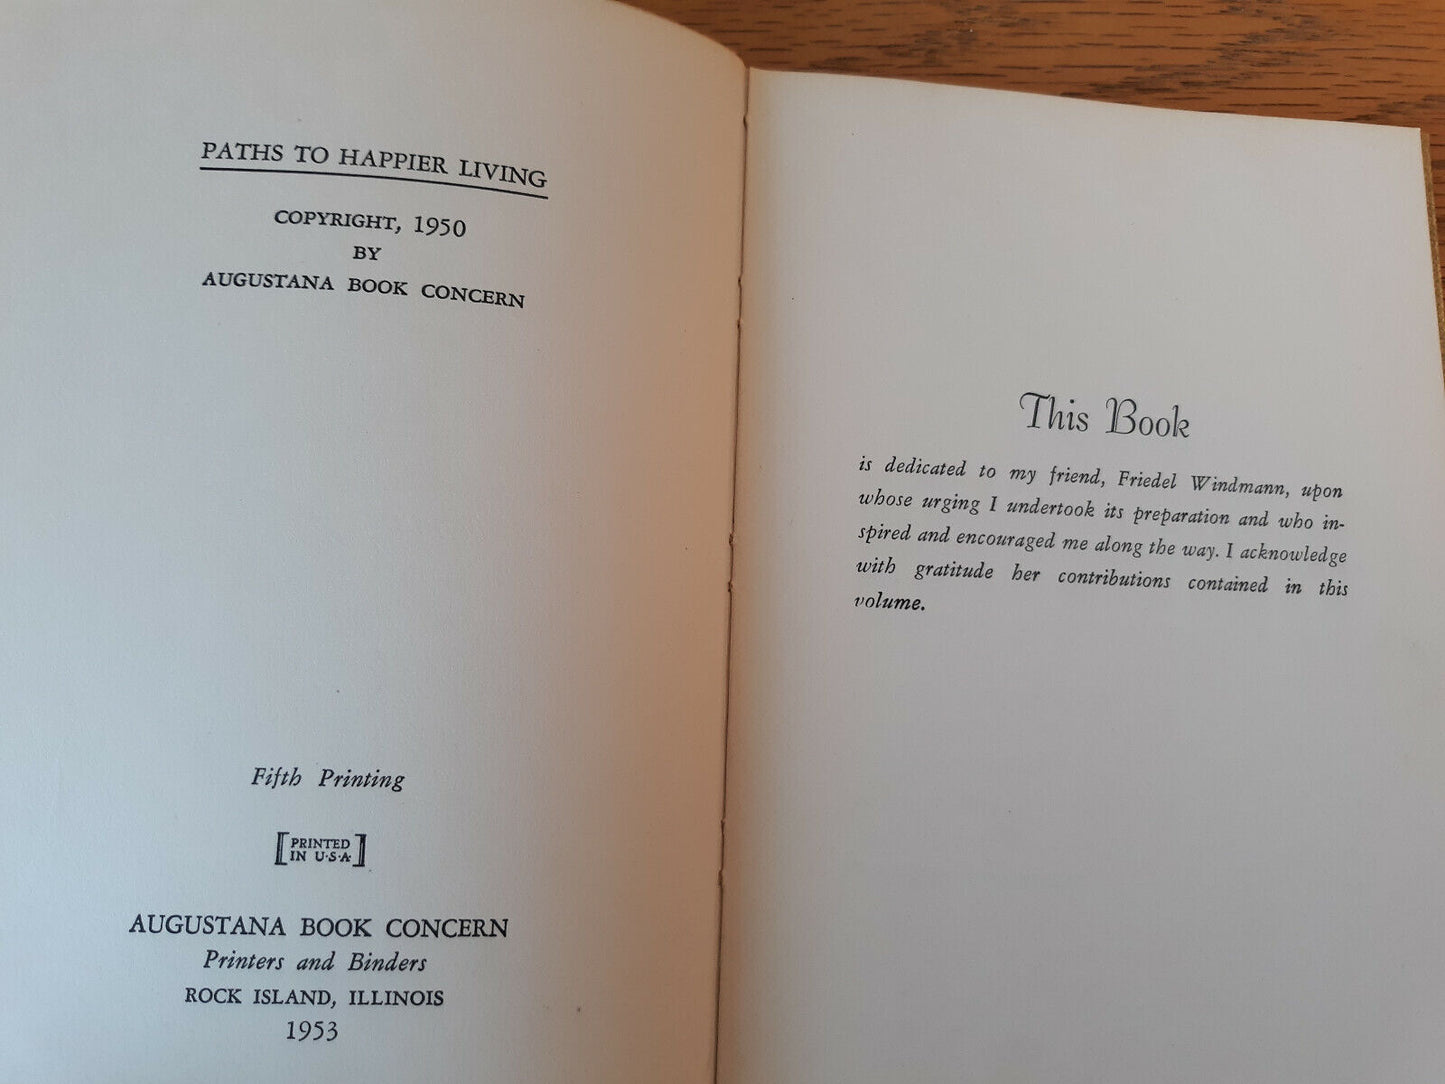 PATHS TO HAPPIER LIVING
COPYRIGHT, 1950
BY
AUGUSTANA BOOK CONCERN
Fifth Printing
[PRINTED
IN U·S·A·]
AUGUSTANA BOOK CONCERN
Printers and Binders
ROCK ISLAND, ILLINOIS
1953
This Book
is dedicated to my friend, Friedel Windmann, upon
whose urging I undertook its preparation and who in-
spired and encouraged me along the way. I acknowledge
with gratitude her contributions contained in this
volume.